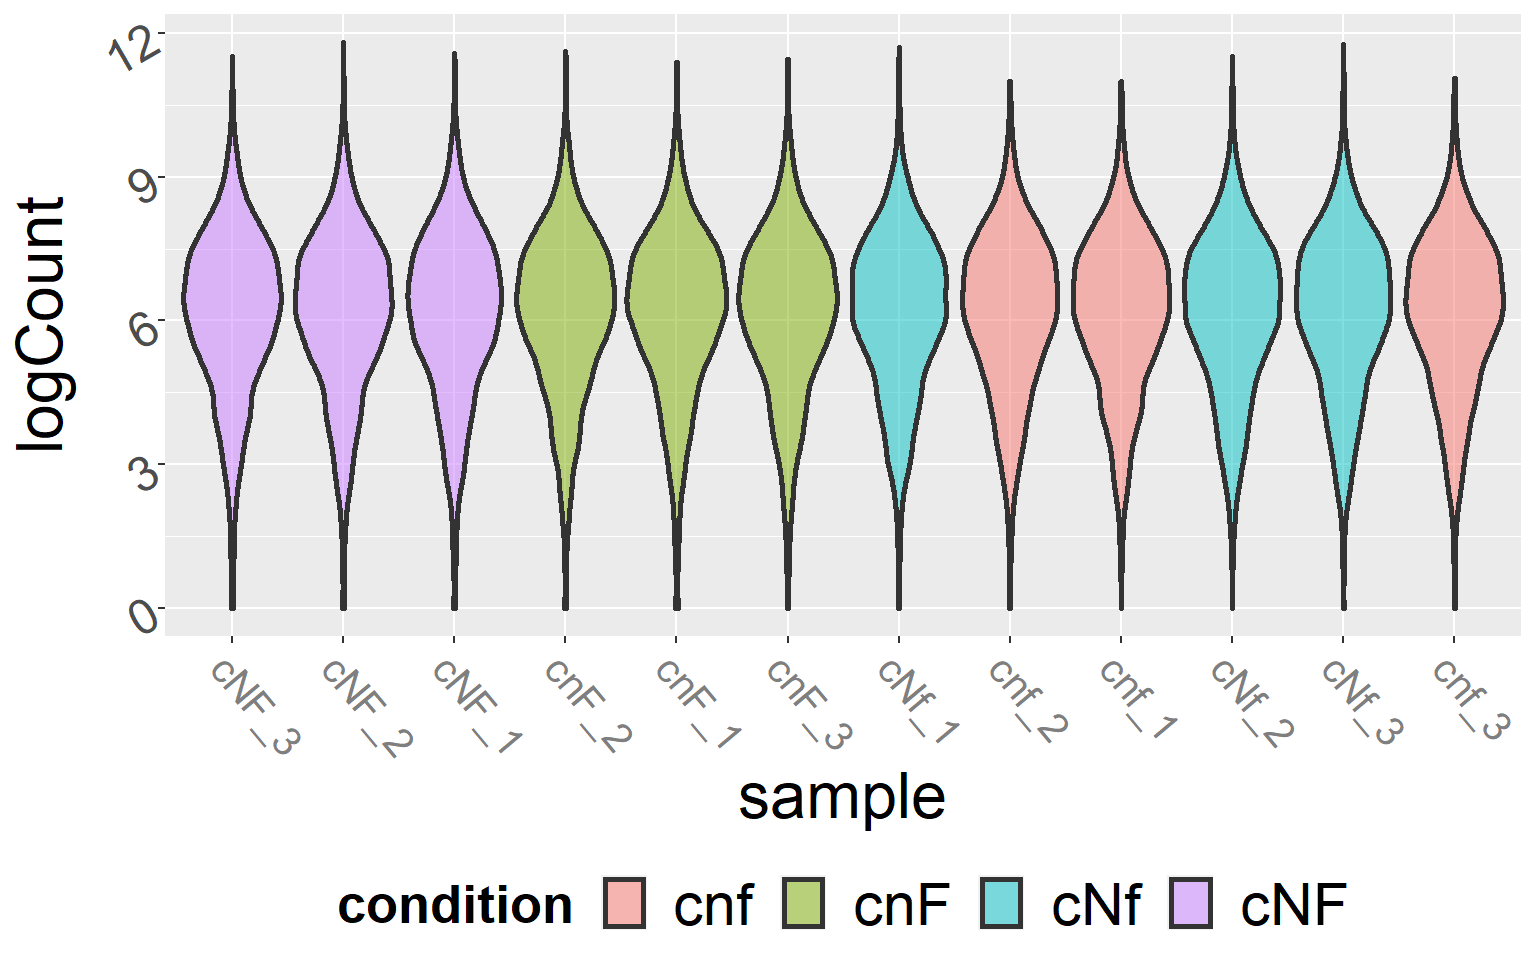 logCount
12
9
6
3
0
cNF_3
cNF_2
cNF_1
cnF_2
cnF_1
cnF_3
cNf_1
cnf_2
cnf_1
cNf_2
cNf_3
cnf_3
sample
condition cnf cnF cNf cNF